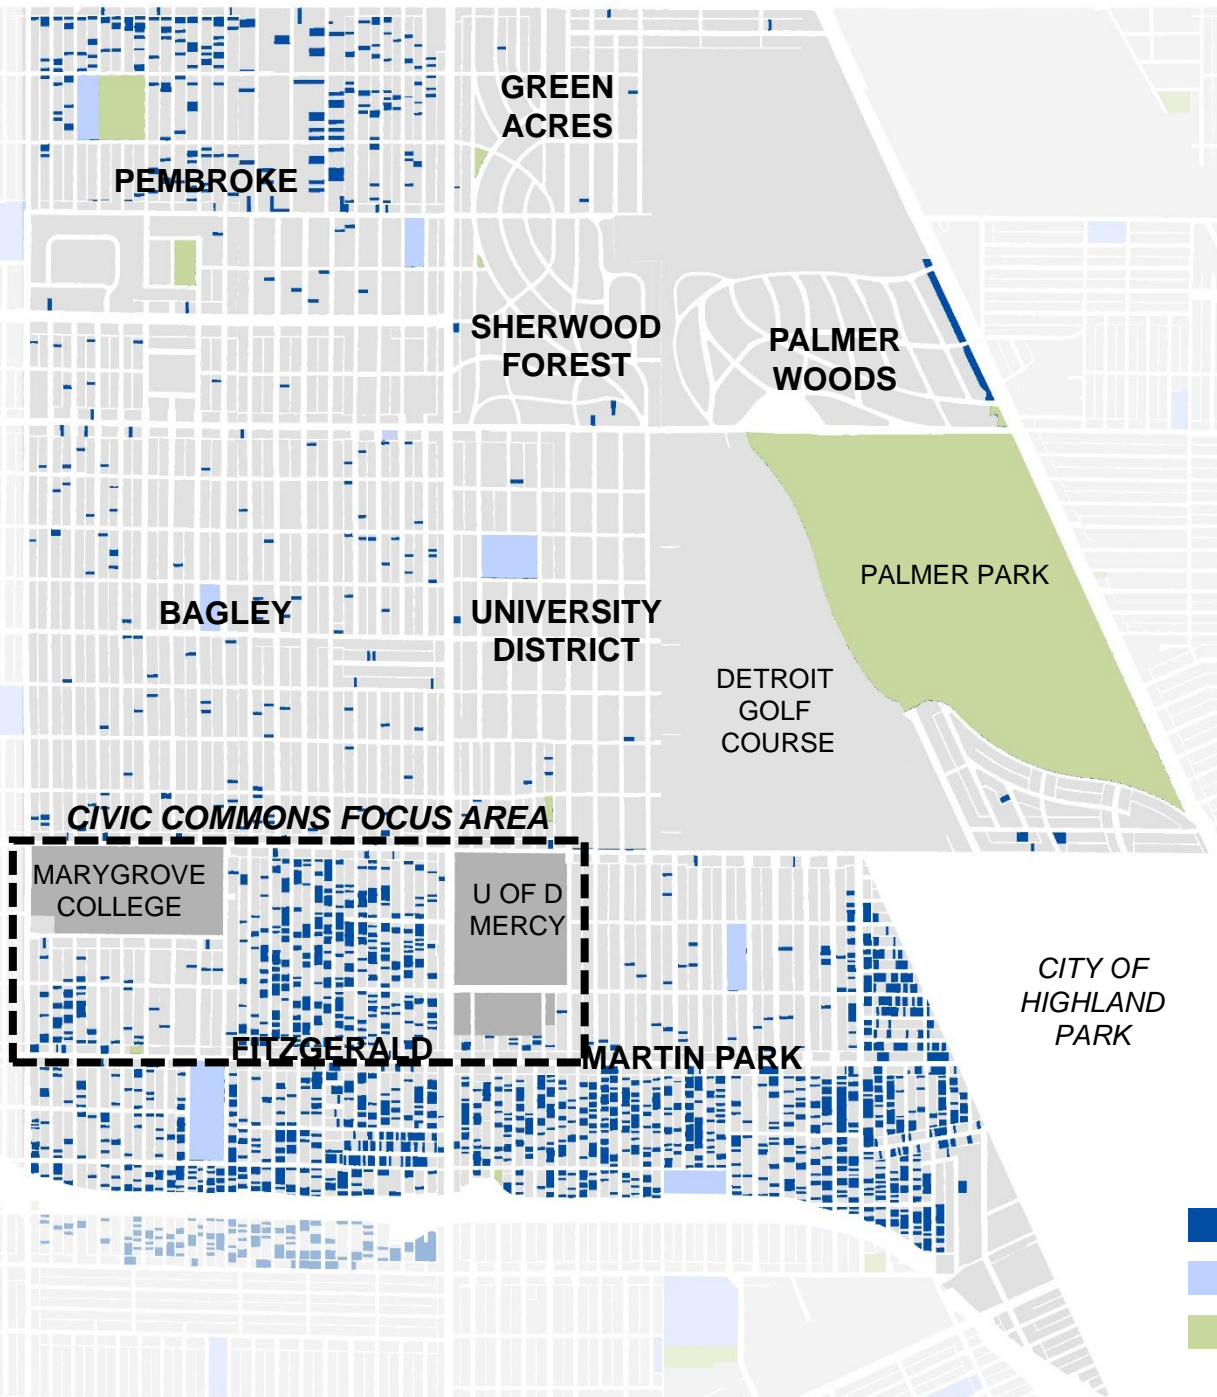 GREEN
ACRES
PEMBROKE
SHERWOOD
FOREST
PALMER
WOODS
PALMER PARK
BAGLEY
UNIVERSITY
DISTRICT
DETROIT
GOLF
COURSE
CIVIC COMMONS FOCUS AREA
MARYGROVE
COLLEGE
U OF D
MERCY
CITY OF
HIGHLAND
PARK
FITZGERALD
MARTIN PARK